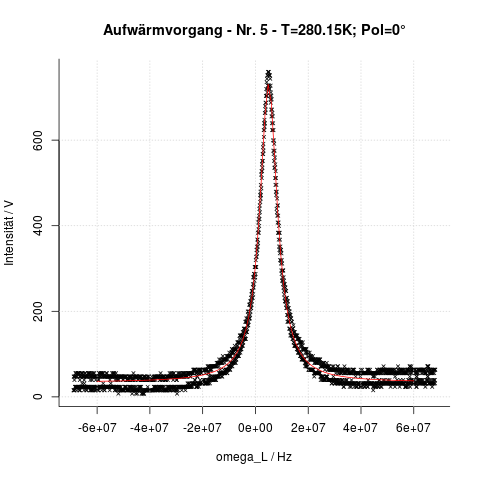 Aufwärmvorgang - Nr. 5 - T=280.15K; Pol=0°
Intensität / V
600
400
200
0
-6e+07 -4e+07 -2e+07 0e+00 2e+07 4e+07 6e+07
omega_L / Hz